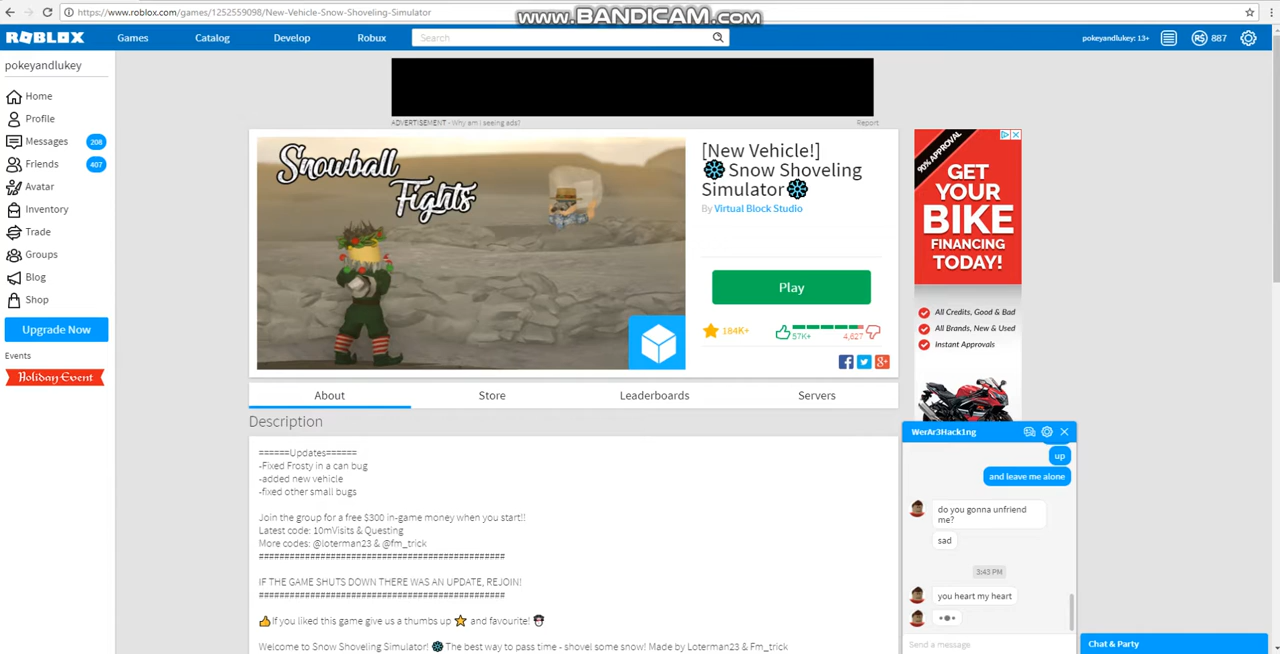 https://www.roblox.com/games/1252559098/New-Vehicle-Snow-Shoveling-Simulator
www.BANDICAM.com
ROBLOX
Games
Catalog
Develop
Robux
Search
pokeyandlukey: 13+
R$ 887
pokeyandlukey
Home
Profile
Messages 208
Friends 407
Avatar
Inventory
Trade
Groups
Blog
Shop
Upgrade Now
Events
Holiday Event
ADVERTISEMENT - Why am I seeing ads?
Report
Snowball
Fights
[New Vehicle!]
Snow Shoveling
Simulator
By Virtual Block Studio
Play
184K+
57K+
4,627
About
Store
Leaderboards
Servers
Description
======Updates======
-Fixed Frosty in a can bug
-added new vehicle
-fixed other small bugs
Join the group for a free $300 in-game money when you start!!
Latest code: 10mVisits & Questing
More codes: @loterman23 & @fm_trick
##############################################
IF THE GAME SHUTS DOWN THERE WAS AN UPDATE, REJOIN!
##############################################
👍If you liked this game give us a thumbs up ⭐ and favourite!
Welcome to Snow Shoveling Simulator! The best way to pass time - shovel some snow! Made by Loterman23 & Fm_trick
90% APPROVAL
GET
YOUR
BIKE
FINANCING
TODAY!
All Credits, Good & Bad
All Brands, New & Used
Instant Approvals
WerAr3Hack1ng
up
and leave me alone
do you gonna unfriend
me?
sad
3:43 PM
you heart my heart
Send a message
Chat & Party